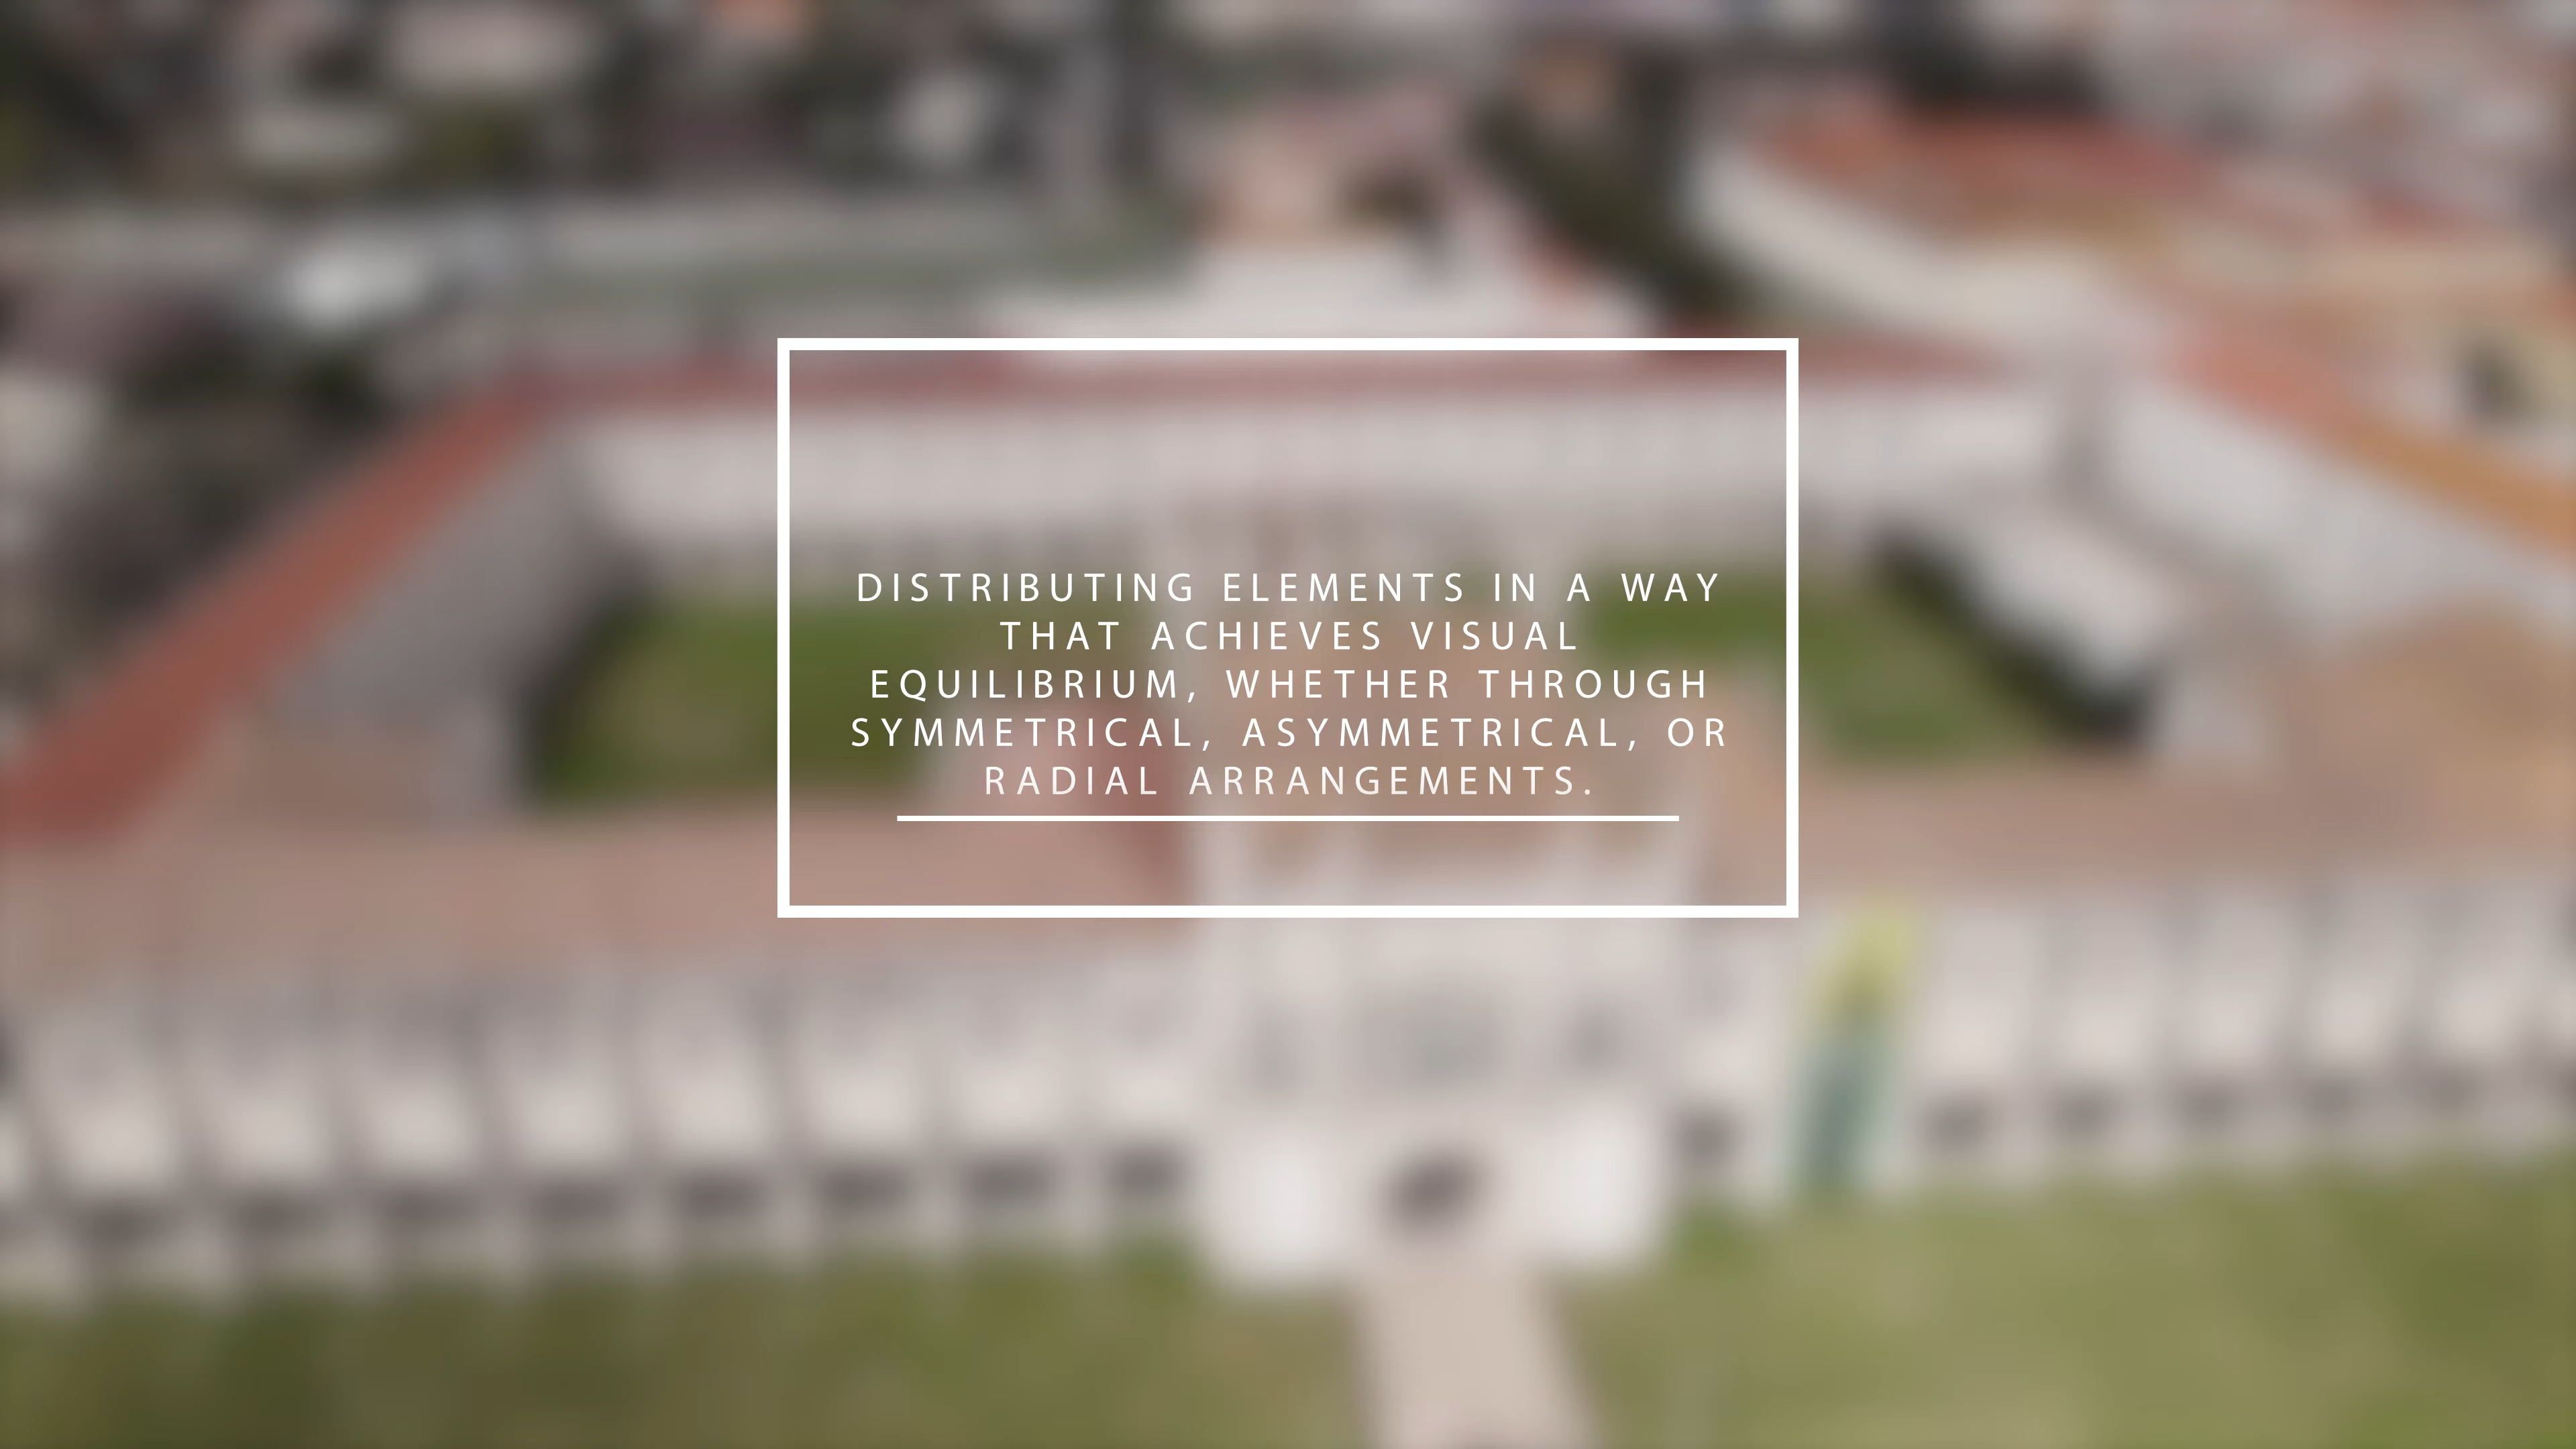 DISTRIBUTING ELEMENTS IN A WAY
THAT ACHIEVES VISUAL
EQUILIBRIUM, WHETHER THROUGH
SYMMETRICAL, ASYMMETRICAL, OR
RADIAL ARRANGEMENTS.